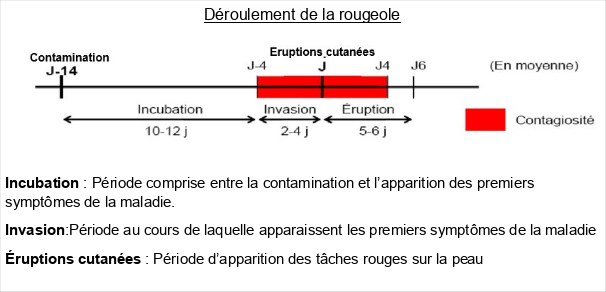 Déroulement de la rougeole
Contamination
J-14
Eruptions cutanées
J-4
J
J4
J6
(En moyenne)
Incubation
Invasion
Éruption
10-12 j
2-4 j
5-6 j
Contagiosité
Incubation : Période comprise entre la contamination et l'apparition des premiers
symptômes de la maladie.
Invasion:Période au cours de laquelle apparaissent les premiers symptômes de la maladie
Éruptions cutanées : Période d'apparition des tâches rouges sur la peau